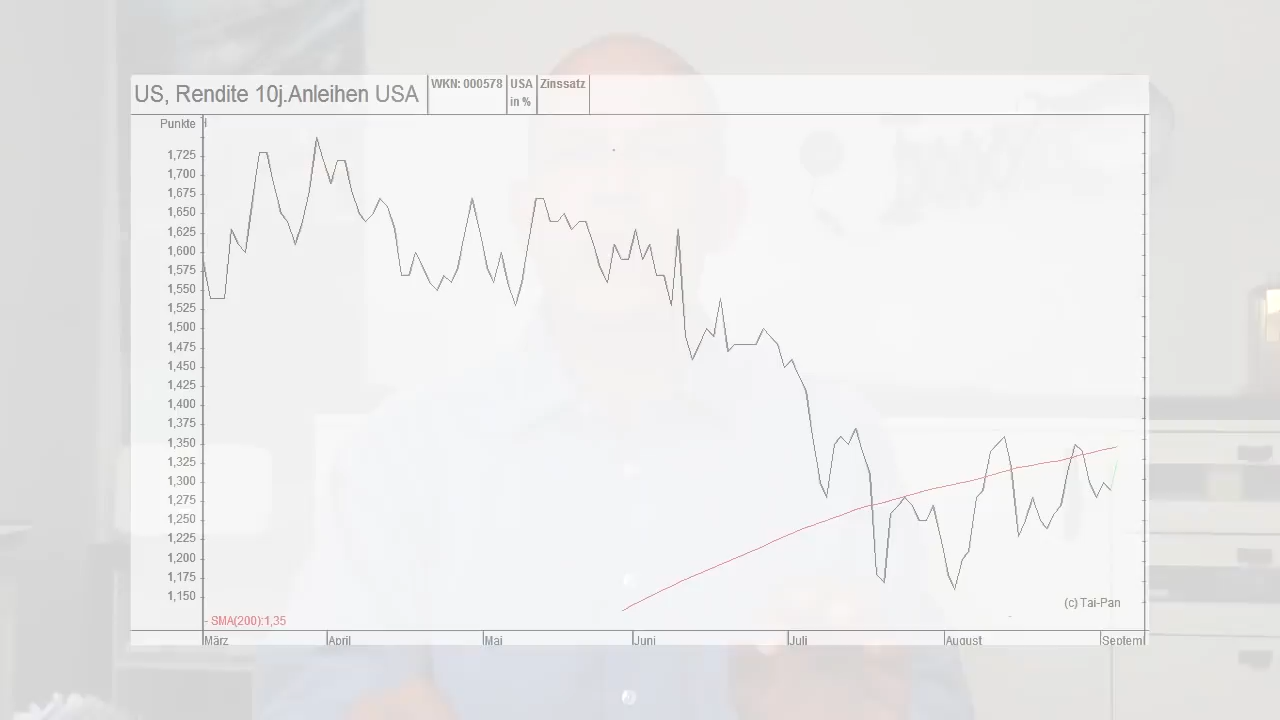 US, Rendite 10j.Anleihen USA
WKN: 000578
USA
in %
Zinssatz
Punkte
1,725
1,700
1,675
1,650
1,625
1,600
1,575
1,550
1,525
1,500
1,475
1,450
1,425
1,400
1,375
1,350
1,325
1,300
1,275
1,250
1,225
1,200
1,175
1,150
(c) Tai-Pan
- SMA(200):1,35
März April Mai Juni Juli August Septem